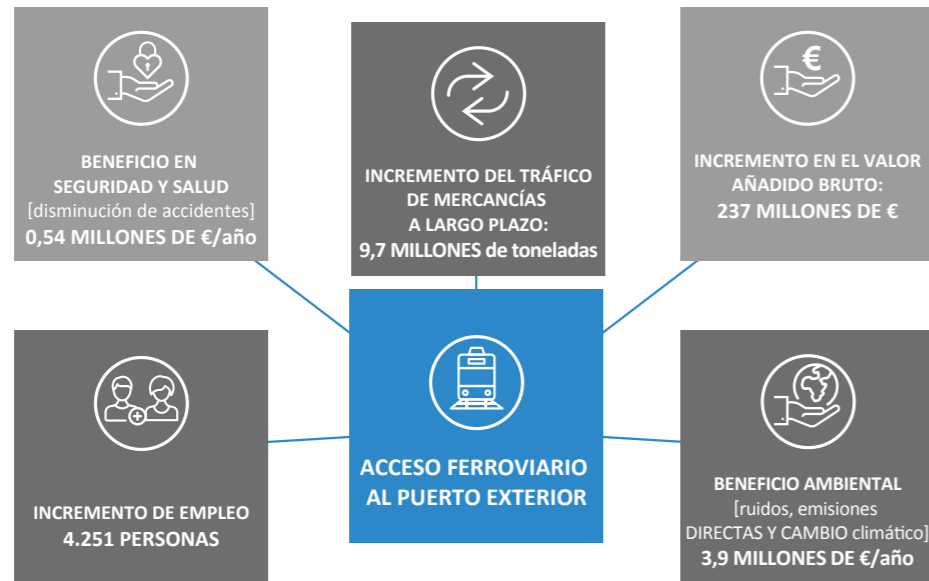 BENEFICIO EN
SEGURIDAD Y SALUD
[disminución de accidentes]
0,54 MILLONES DE €/año
INCREMENTO DEL TRÁFICO
DE MERCANCÍAS
A LARGO PLAZO:
9,7 MILLONES de toneladas
€
INCREMENTO EN EL VALOR
AÑADIDO BRUTO:
237 MILLONES DE €
INCREMENTO DE EMPLEO
4.251 PERSONAS
ACCESO FERROVIARIO
AL PUERTO EXTERIOR
BENEFICIO AMBIENTAL
[ruidos, emisiones
DIRECTAS Y CAMBIO climático]
3,9 MILLONES DE €/año